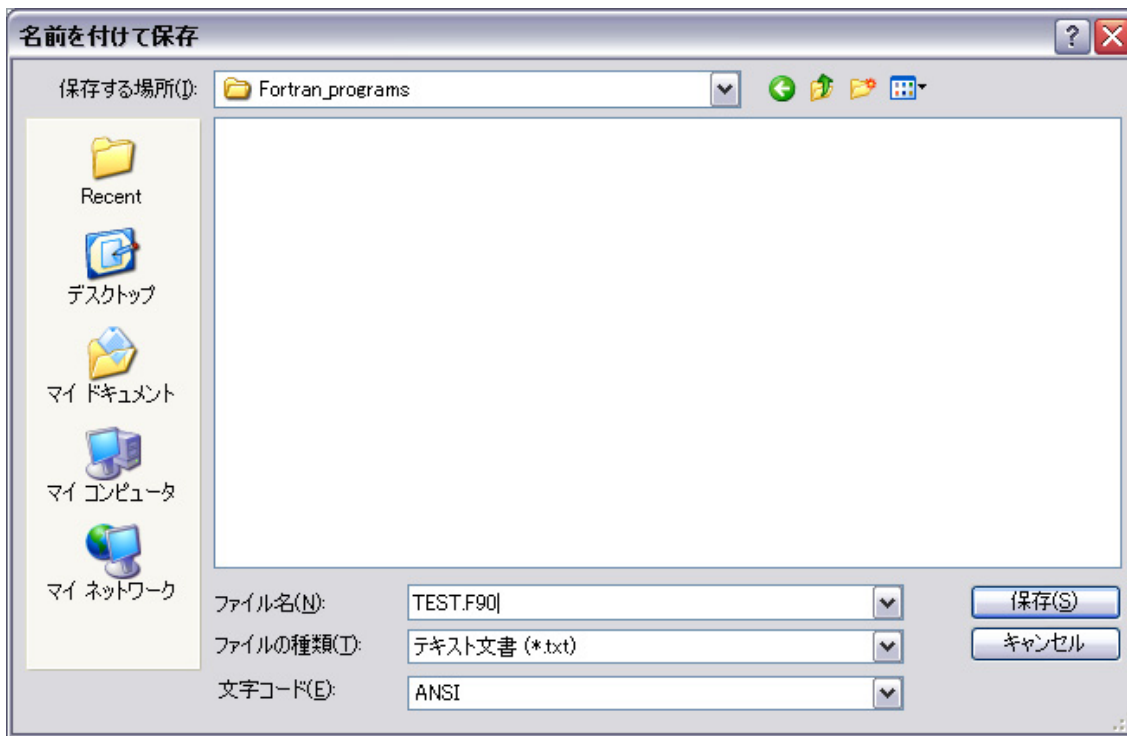 名前を付けて保存
保存する場所(I): Fortran_programs
Recent
デスクトップ
マイ ドキュメント
マイ コンピュータ
マイ ネットワーク
ファイル名(N): TEST.F90 保存(S)
ファイルの種類(T): テキスト文書 (*.txt) キャンセル
文字コード(E): ANSI